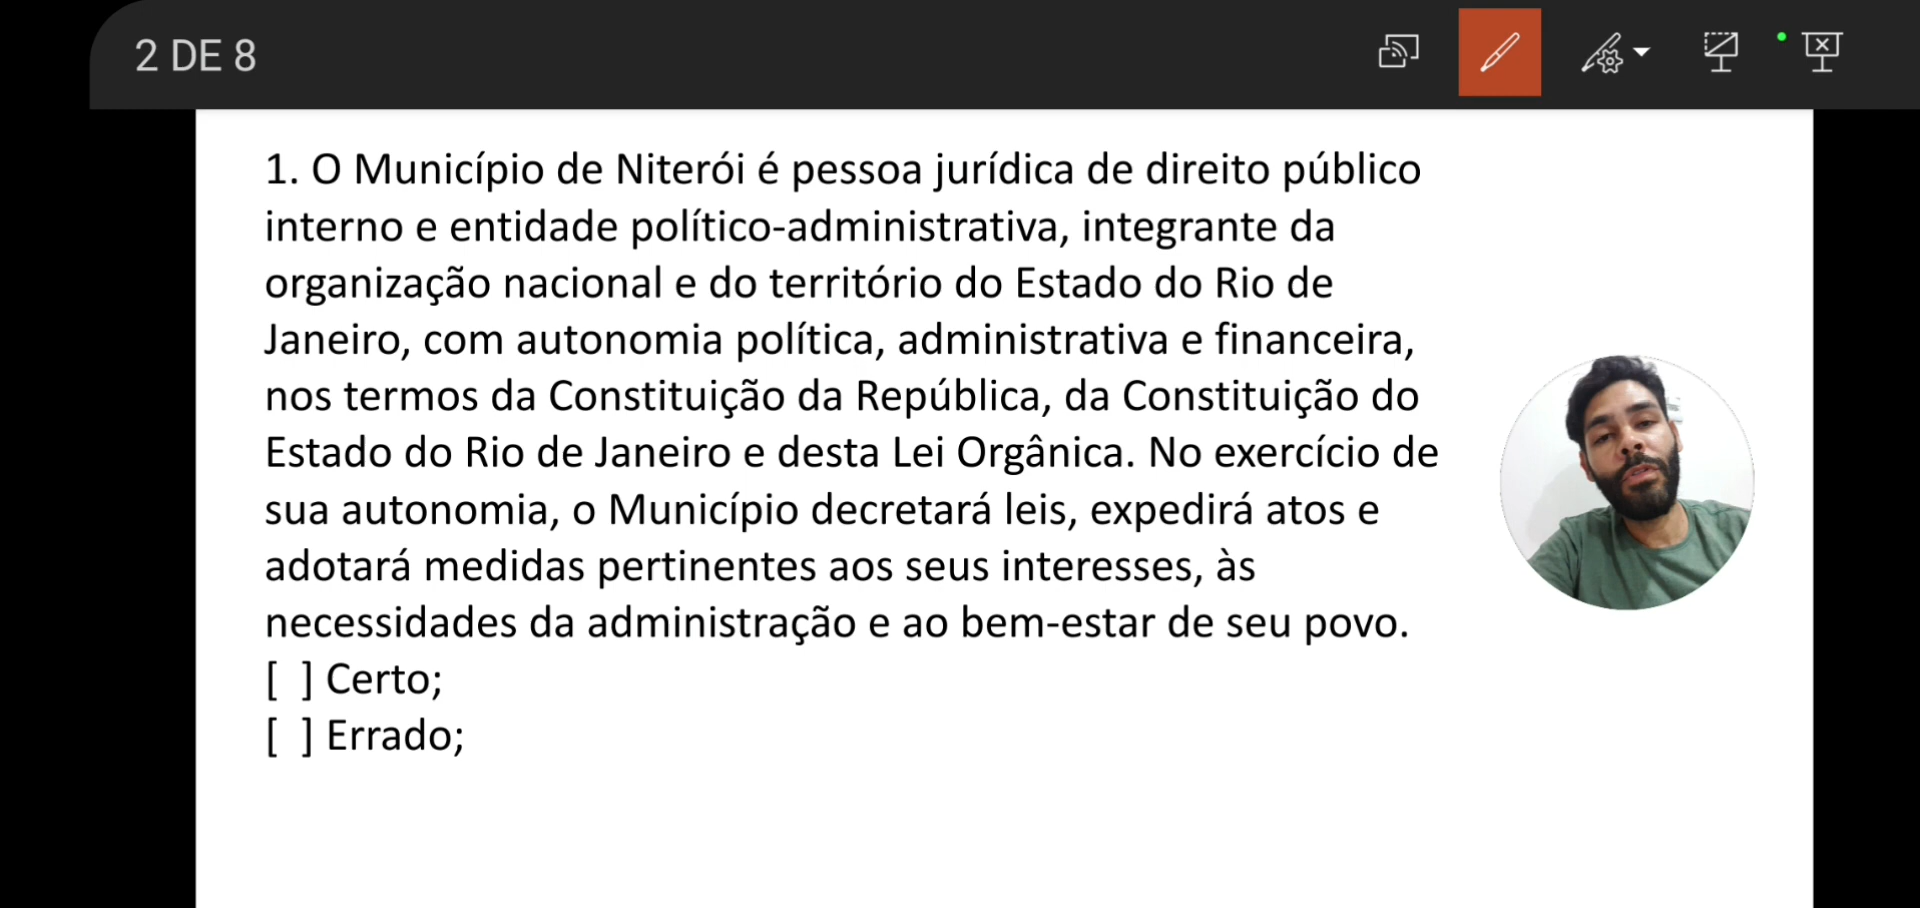 2 DE 8
1. O Município de Niterói é pessoa jurídica de direito público
interno e entidade político-administrativa, integrante da
organização nacional e do território do Estado do Rio de
Janeiro, com autonomia política, administrativa e financeira,
nos termos da Constituição da República, da Constituição do
Estado do Rio de Janeiro e desta Lei Orgânica. No exercício de
sua autonomia, o Município decretará leis, expedirá atos e
adotará medidas pertinentes aos seus interesses, às
necessidades da administração e ao bem-estar de seu povo.
[ ] Certo;
[ ] Errado;